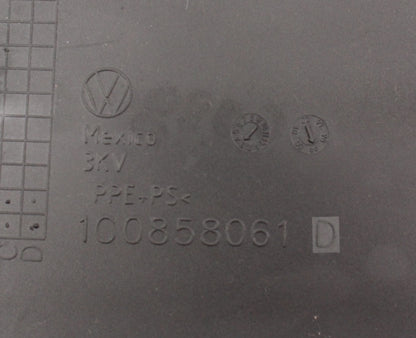 Mexico
3KV
PPE+PS<
1C0858061 D